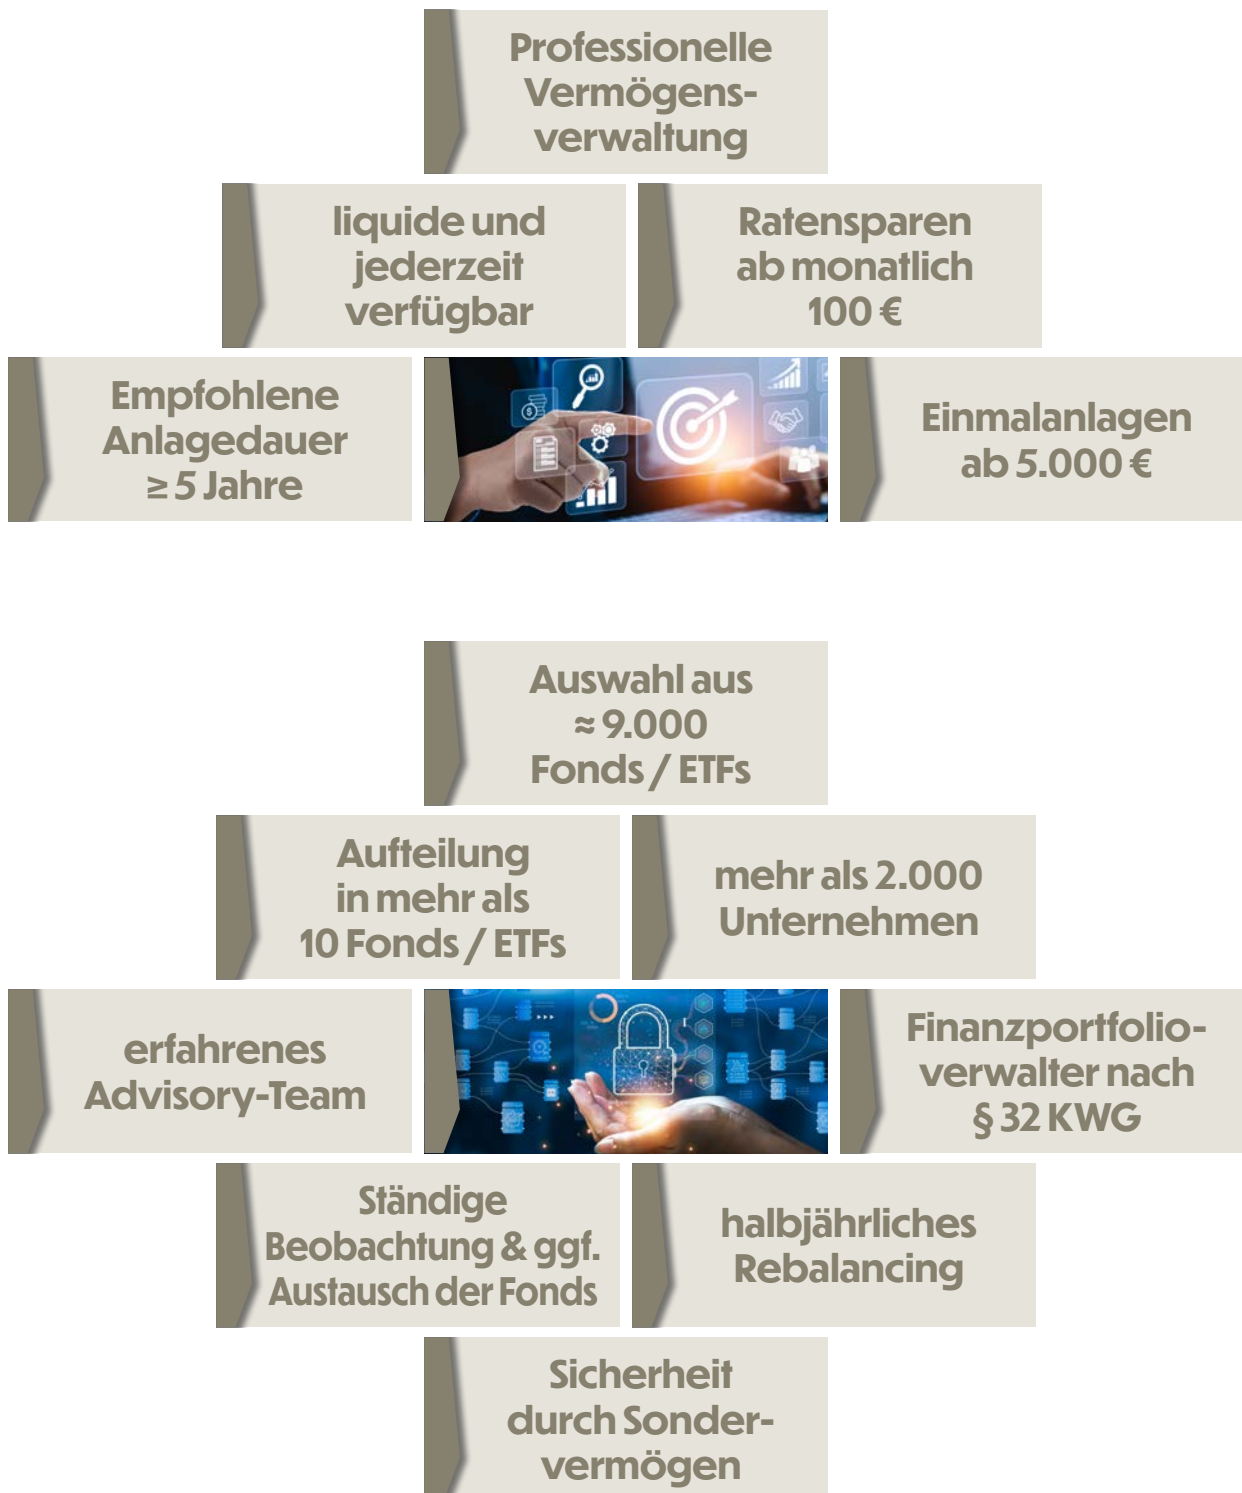 Professionelle
Vermögens-
verwaltung
liquide und
jederzeit
verfügbar
Ratensparen
ab monatlich
100 €
Empfohlene
Anlagedauer
≥ 5 Jahre
Einmalanlagen
ab 5.000 €
Auswahl aus
≈ 9.000
Fonds / ETFs
Aufteilung
in mehr als
10 Fonds / ETFs
mehr als 2.000
Unternehmen
erfahrenes
Advisory-Team
Finanzportfolio-
verwalter nach
§ 32 KWG
Ständige
Beobachtung & ggf.
Austausch der Fonds
halbjährliches
Rebalancing
Sicherheit
durch Sonder-
vermögen